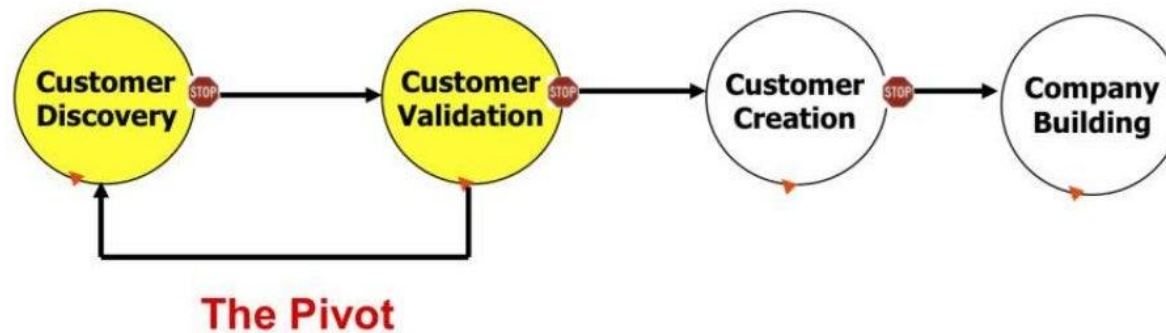 Customer
Discovery
STOP
Customer
Validation
STOP
Customer
Creation
STOP
Company
Building
The Pivot